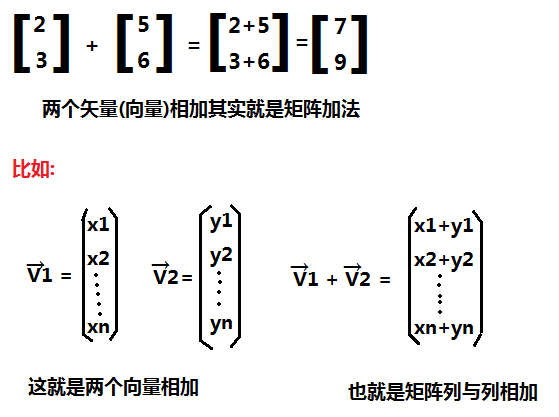 [2 3] + [5 6] = [2+5 3+6] = [7 9]
两个矢量(向量)相加其实就是矩阵加法
比如:
V1 = (x1 x2 ⋮ xn) V2 = (y1 y2 ⋮ yn) V1 + V2 = (x1+y1 x2+y2 ⋮ xn+yn)
这就是两个向量相加
也就是矩阵列与列相加